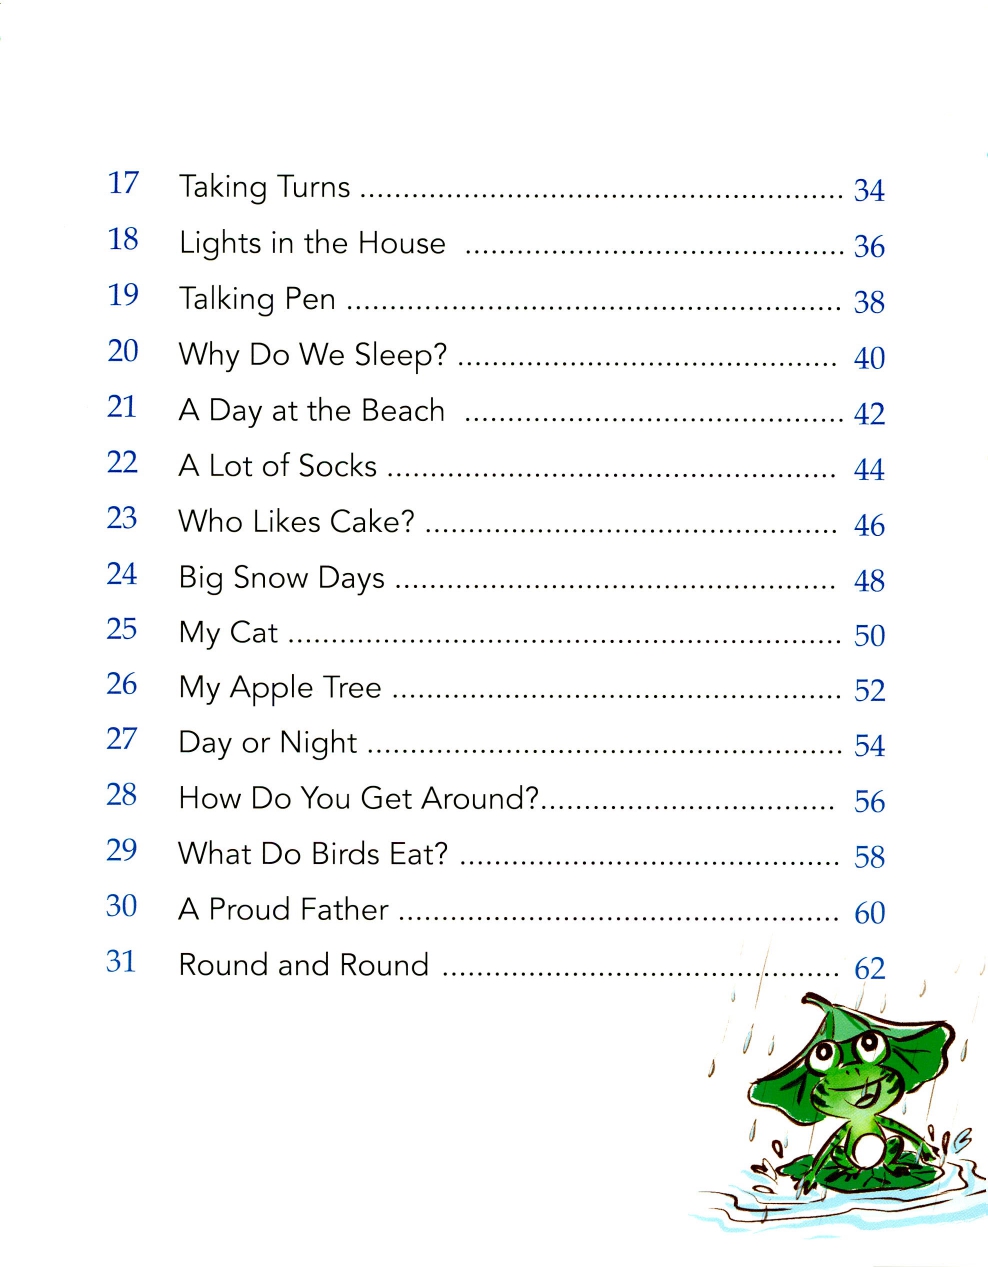 17 Taking Turns ........................................................ 34
18 Lights in the House ............................................ 36
19 Talking Pen ......................................................... 38
20 Why Do We Sleep? ............................................ 40
21 A Day at the Beach ............................................ 42
22 A Lot of Socks .................................................... 44
23 Who Likes Cake? ................................................ 46
24 Big Snow Days ................................................... 48
25 My Cat ................................................................ 50
26 My Apple Tree .................................................... 52
27 Day or Night ....................................................... 54
28 How Do You Get Around?.................................. 56
29 What Do Birds Eat? ............................................ 58
30 A Proud Father ................................................... 60
31 Round and Round .............................................. 62